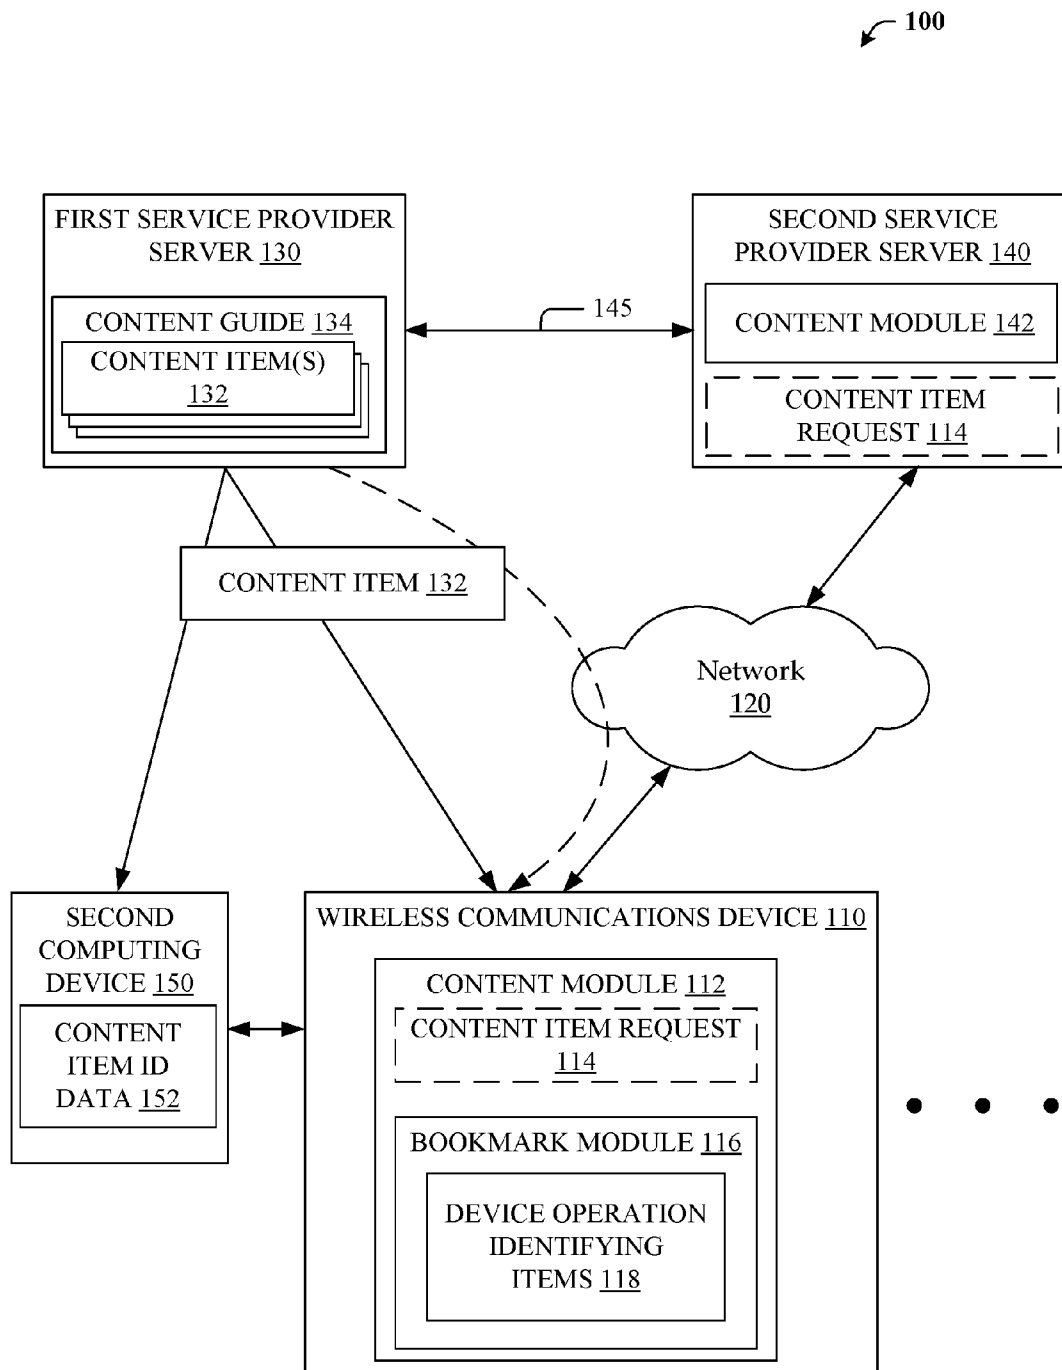 100
FIRST SERVICE PROVIDER
SERVER 130
CONTENT GUIDE 134
CONTENT ITEM(S)
132
145
SECOND SERVICE
PROVIDER SERVER 140
CONTENT MODULE 142
CONTENT ITEM
REQUEST 114
CONTENT ITEM 132
Network
120
SECOND
COMPUTING
DEVICE 150
CONTENT
ITEM ID
DATA 152
WIRELESS COMMUNICATIONS DEVICE 110
CONTENT MODULE 112
CONTENT ITEM REQUEST
114
BOOKMARK MODULE 116
DEVICE OPERATION
IDENTIFYING
ITEMS 118